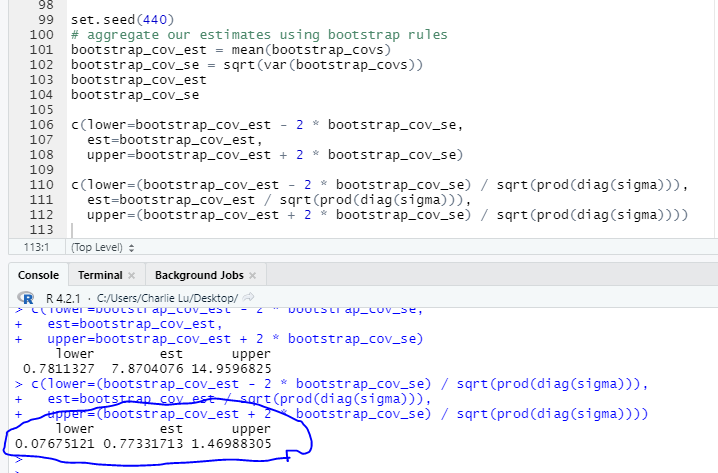 98
99 set.seed(440)
100 # aggregate our estimates using bootstrap rules
101 bootstrap_cov_est = mean(bootstrap_covs)
102 bootstrap_cov_se = sqrt(var(bootstrap_covs))
103 bootstrap_cov_est
104 bootstrap_cov_se
105
106 c(lower=bootstrap_cov_est - 2 * bootstrap_cov_se,
107 est=bootstrap_cov_est,
108 upper=bootstrap_cov_est + 2 * bootstrap_cov_se)
109
110 c(lower=(bootstrap_cov_est - 2 * bootstrap_cov_se) / sqrt(prod(diag(sigma))),
111 est=bootstrap_cov_est / sqrt(prod(diag(sigma))),
112 upper=(bootstrap_cov_est + 2 * bootstrap_cov_se) / sqrt(prod(diag(sigma))))
113
113:1 (Top Level)
Console Terminal Background Jobs
R 4.2.1 · C:/Users/Charlie Lu/Desktop/
> c(lower=bootstrap_cov_est - 2 * bootstrap_cov_se,
+ est=bootstrap_cov_est,
+ upper=bootstrap_cov_est + 2 * bootstrap_cov_se)
lower est upper
0.7811327 7.8704076 14.9596825
> c(lower=(bootstrap_cov_est - 2 * bootstrap_cov_se) / sqrt(prod(diag(sigma))),
+ est=bootstrap_cov_est / sqrt(prod(diag(sigma))),
+ upper=(bootstrap_cov_est + 2 * bootstrap_cov_se) / sqrt(prod(diag(sigma))))
lower est upper
0.07675121 0.77331713 1.46988305
>